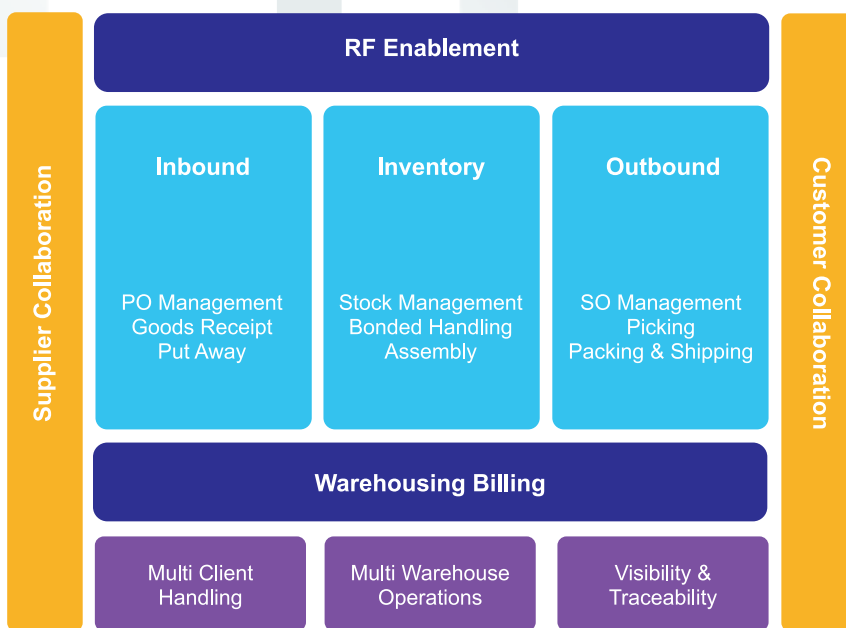 RF Enablement
Supplier Collaboration
Inbound
PO Management
Goods Receipt
Put Away
Inventory
Stock Management
Bonded Handling
Assembly
Outbound
SO Management
Picking
Packing & Shipping
Customer Collaboration
Warehousing Billing
Multi Client
Handling
Multi Warehouse
Operations
Visibility &
Traceability